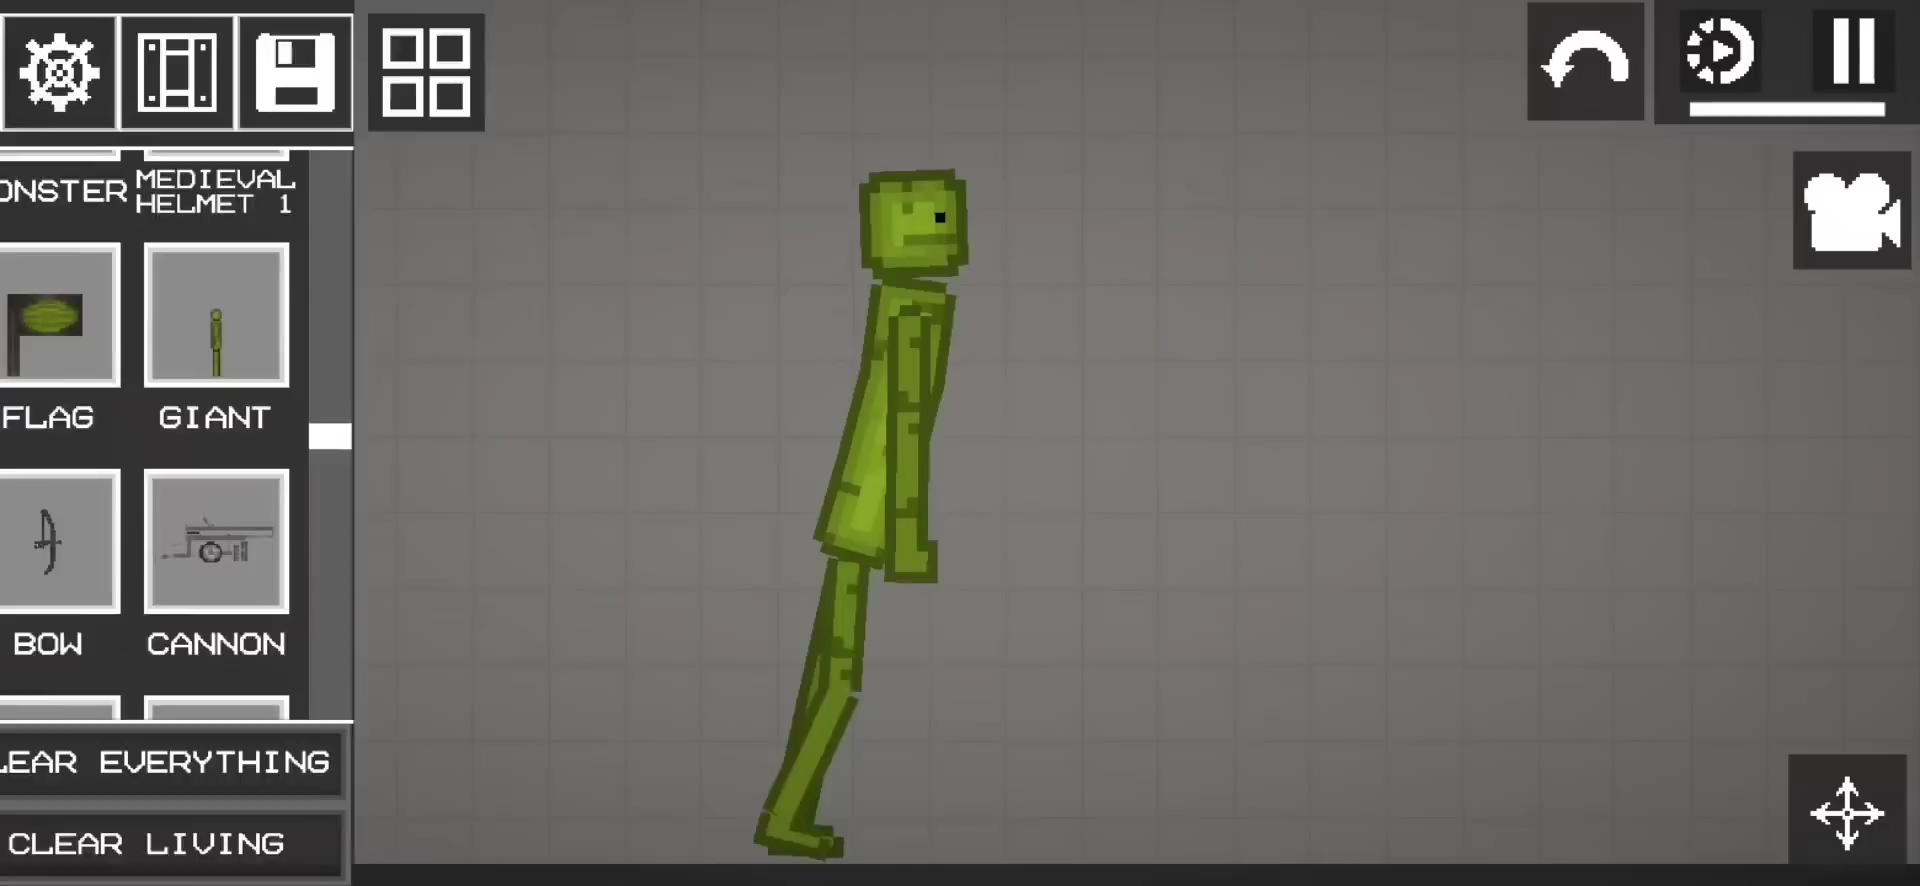 ONSTER
MEDIEVAL
HELMET 1
FLAG
GIANT
BOW
CANNON
LEAR EVERYTHING
CLEAR LIVING